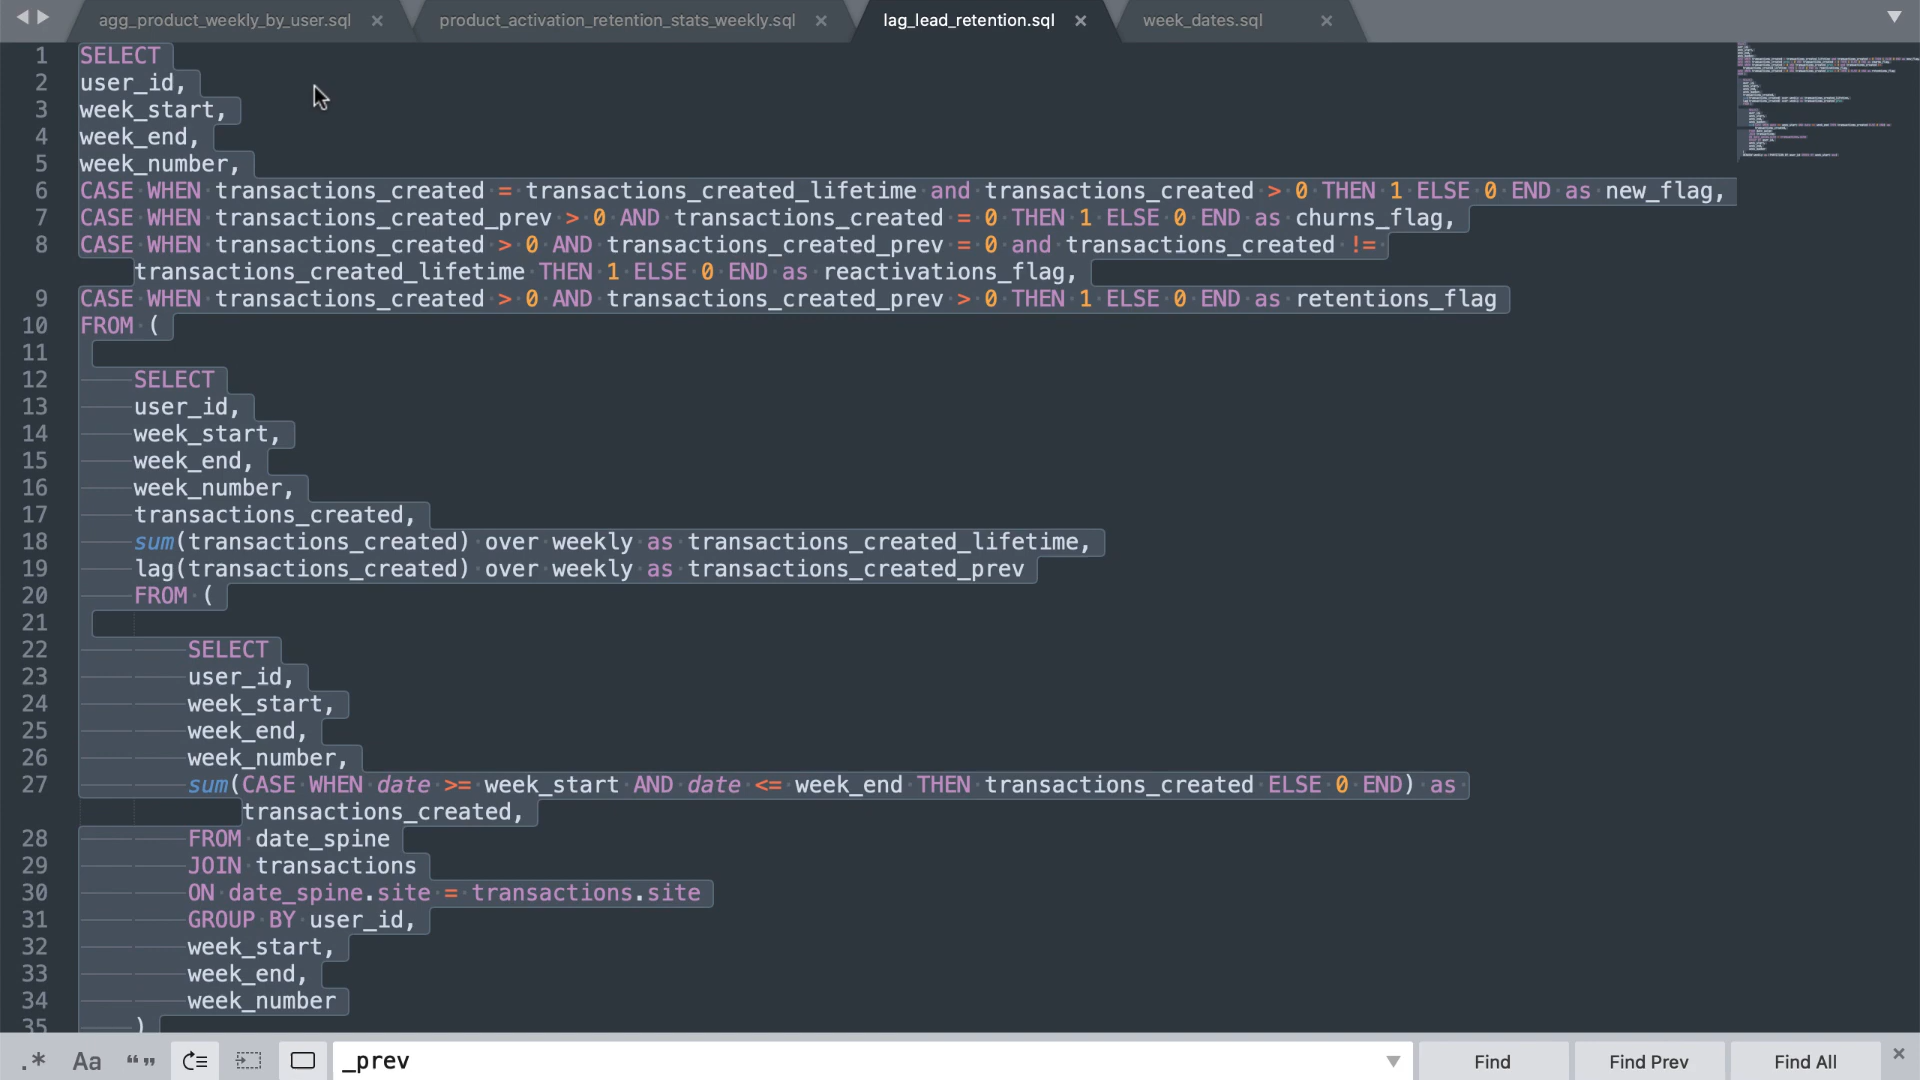 agg_product_weekly_by_user.sql × product_activation_retention_stats_weekly.sql × lag_lead_retention.sql × week_dates.sql ×
1 SELECT
2 user_id,
3 week_start,
4 week_end,
5 week_number,
6 CASE WHEN transactions_created = transactions_created_lifetime and transactions_created > 0 THEN 1 ELSE 0 END as new_flag,
7 CASE WHEN transactions_created_prev > 0 AND transactions_created = 0 THEN 1 ELSE 0 END as churns_flag,
8 CASE WHEN transactions_created > 0 AND transactions_created_prev = 0 and transactions_created !=
transactions_created_lifetime THEN 1 ELSE 0 END as reactivations_flag,
9 CASE WHEN transactions_created > 0 AND transactions_created_prev > 0 THEN 1 ELSE 0 END as retentions_flag
10 FROM (
11
12 SELECT
13 user_id,
14 week_start,
15 week_end,
16 week_number,
17 transactions_created,
18 sum(transactions_created) over weekly as transactions_created_lifetime,
19 lag(transactions_created) over weekly as transactions_created_prev
20 FROM (
21
22 SELECT
23 user_id,
24 week_start,
25 week_end,
26 week_number,
27 sum(CASE WHEN date >= week_start AND date <= week_end THEN transactions_created ELSE 0 END) as
transactions_created,
28 FROM date_spine
29 JOIN transactions
30 ON date_spine.site = transactions.site
31 GROUP BY user_id,
32 week_start,
33 week_end,
34 week_number
35 )
.* Aa “” _prev Find Find Prev Find All ×